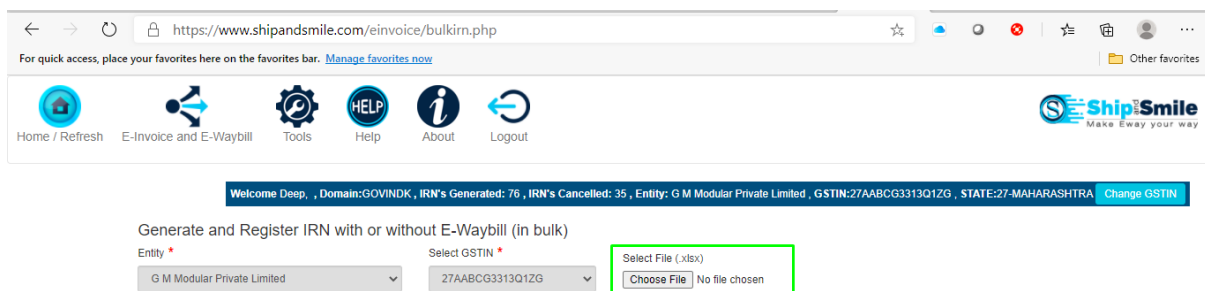 https://www.shipandsmile.com/einvoice/bulkirn.php
For quick access, place your favorites here on the favorites bar. Manage favorites now
Other favorites
HELP
Home / Refresh
E-Invoice and E-Waybill
Tools
Help
About
Logout
S Ship and Smile
Make Eway your way
Welcome Deep, , Domain:GOVINDK , IRN's Generated: 76 , IRN's Cancelled: 35 , Entity: G M Modular Private Limited , GSTIN:27AABCG3313Q1ZG , STATE:27-MAHARASHTRA Change GSTIN
Generate and Register IRN with or without E-Waybill (in bulk)
Entity *
Select GSTIN *
Select File (.xlsx)
G M Modular Private Limited
27AABCG3313Q1ZG
Choose File No file chosen